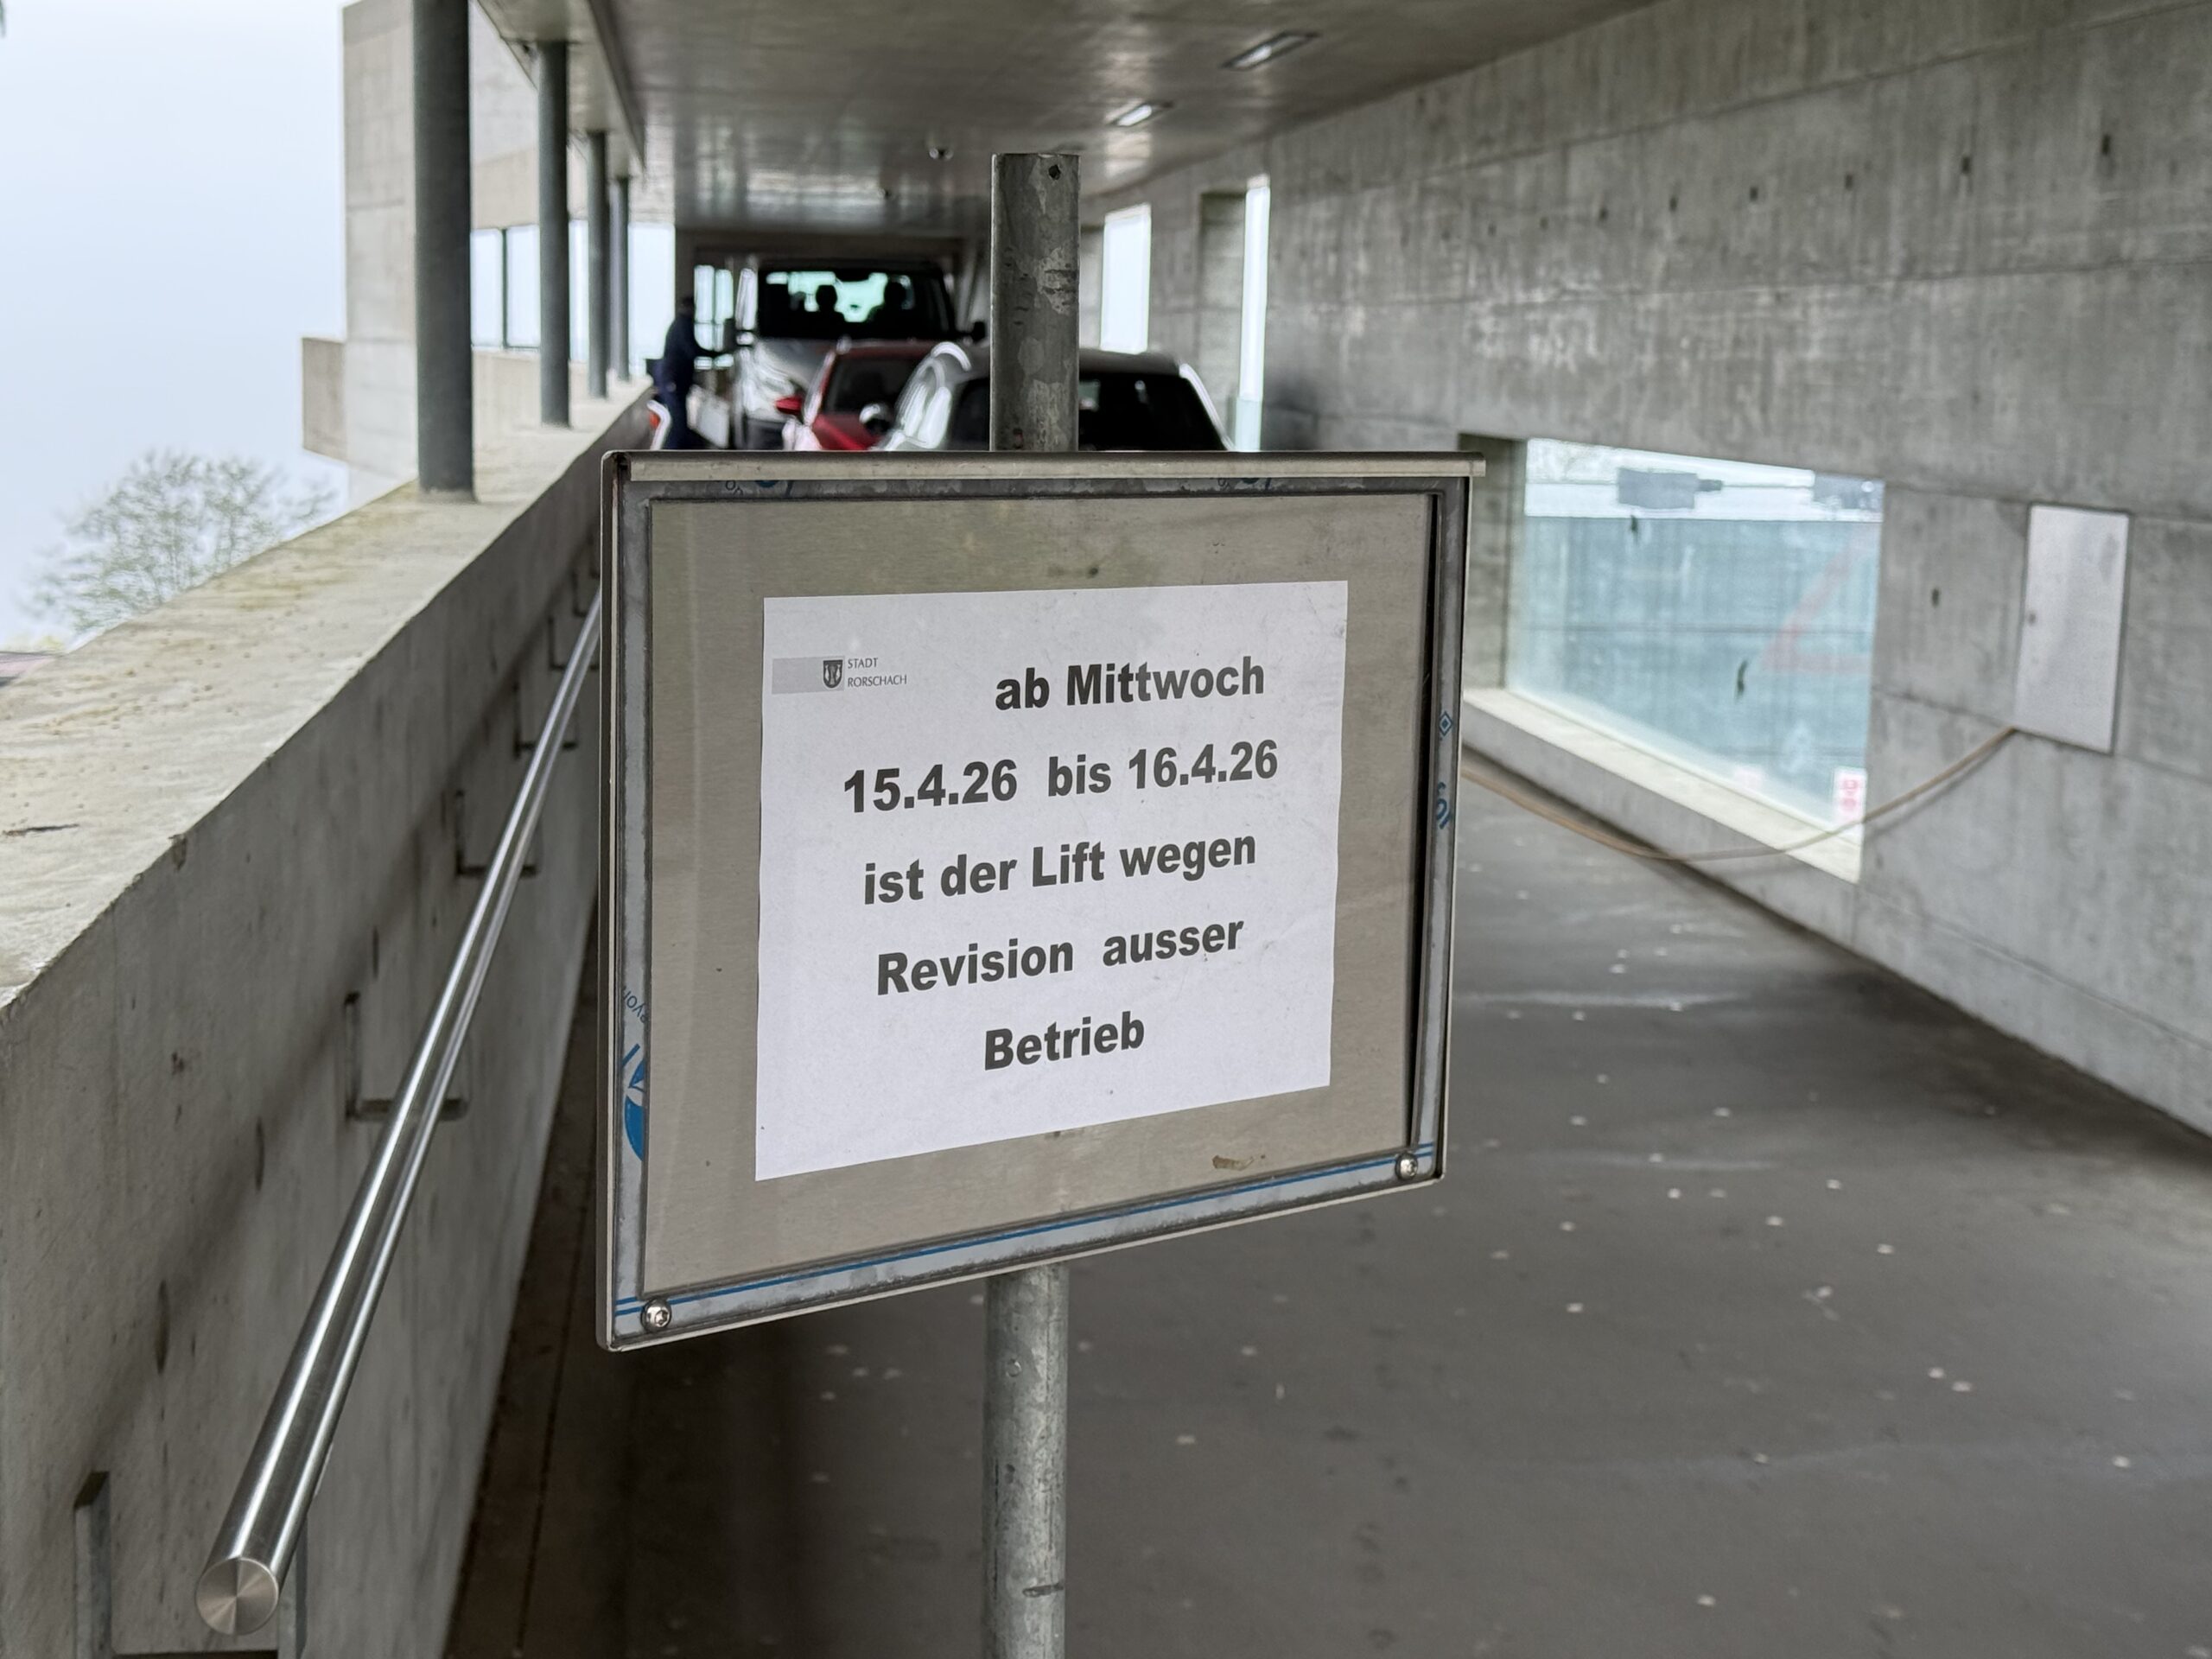 STADT
RORSCHACH
ab Mittwoch
15.4.26 bis 16.4.26
ist der Lift wegen
Revision ausser
Betrieb